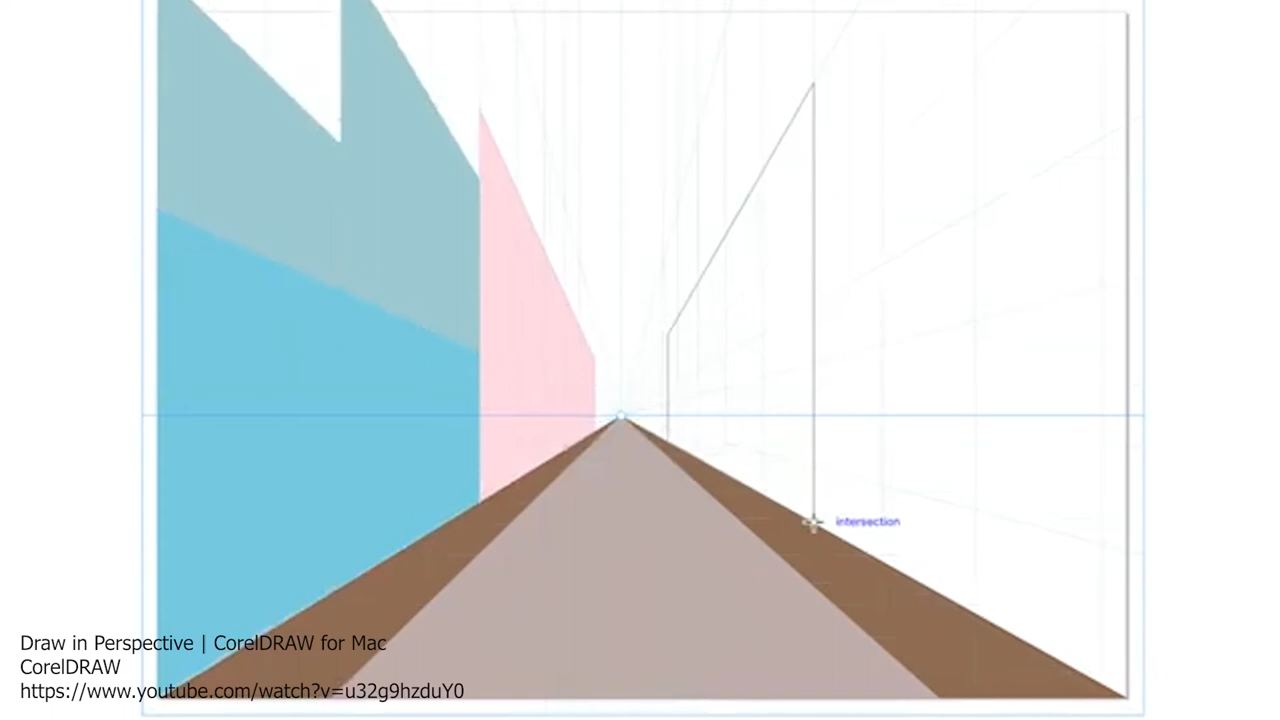 intersection
Draw in Perspective | CorelDRAW for Mac
CorelDRAW
https://www.youtube.com/watch?v=u32g9hzduY0